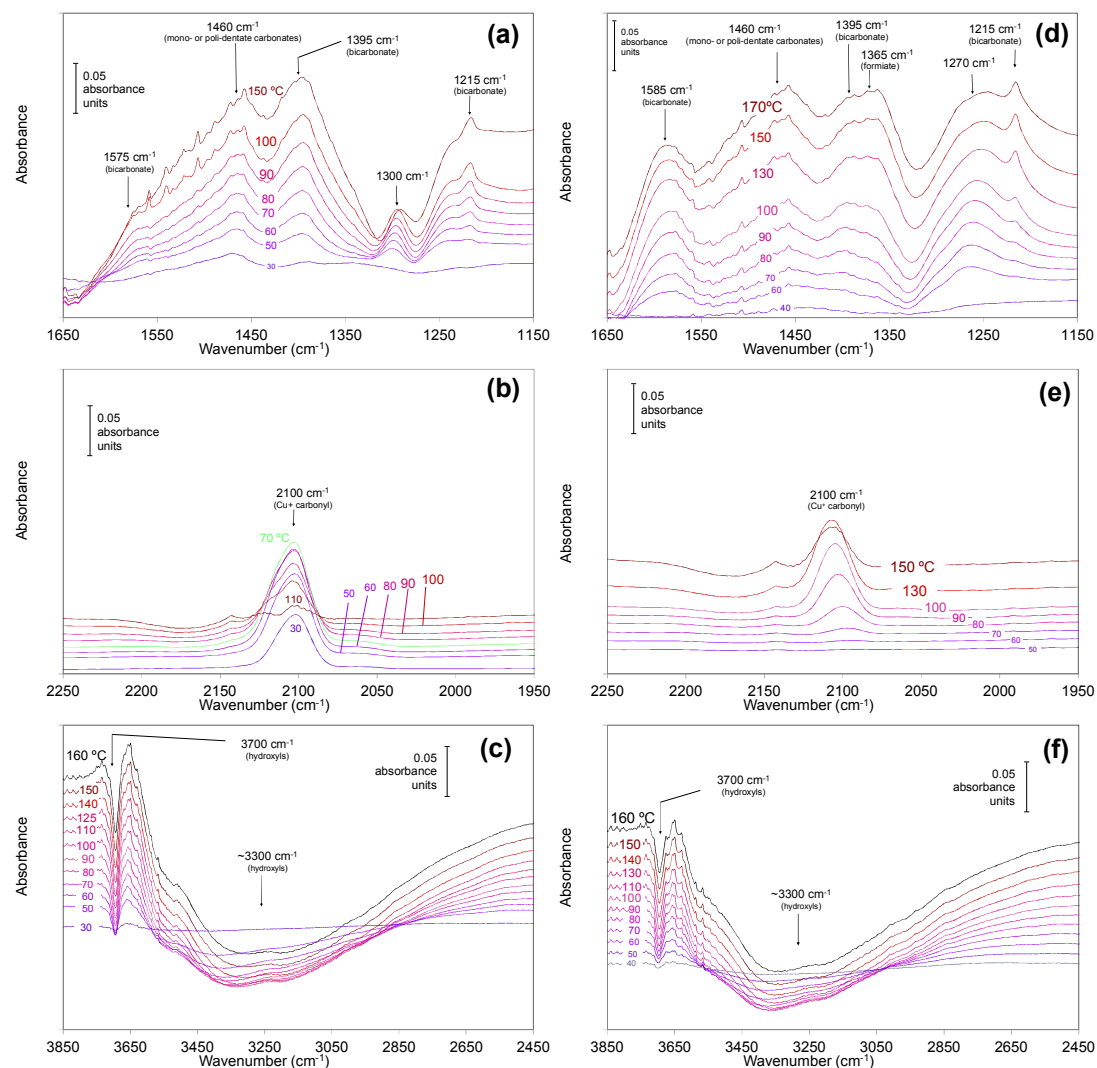 (a)
1460 cm-1
(mono- or poli-dentate carbonates)
1395 cm-1
(bicarbonate)
0.05
absorbance
units
150 ºC
1215 cm-1
(bicarbonate)
100
1575 cm-1
(bicarbonate)
90
1300 cm-1
80
70
60
50
30
Absorbance
1650
1550
1450
1350
1250
1150
Wavenumber (cm-1)
(d)
0.05
absorbance
units
1460 cm-1
(mono- or poli-dentate carbonates)
1395 cm-1
(bicarbonate)
1365 cm-1
(formiate)
1215 cm-1
(bicarbonate)
1270 cm-1
1585 cm-1
(bicarbonate)
170ºC
150
130
100
90
80
70
60
40
Absorbance
1650
1550
1450
1350
1250
1150
Wavenumber (cm-1)
(b)
0.05
absorbance
units
2100 cm-1
(Cu+ carbonyl)
70 ºC
50
60
80
90
100
110
30
Absorbance
2250
2200
2150
2100
2050
2000
1950
Wavenumber (cm-1)
(e)
0.05
absorbance
units
2100 cm-1
(Cu+ carbonyl)
150 ºC
130
100
90
80
70
60
50
Absorbance
2250
2200
2150
2100
2050
2000
1950
Wavenumber (cm-1)
(c)
3700 cm-1
(hydroxyls)
0.05
absorbance
units
160 ºC
150
140
125
110
100
90
80
70
60
50
30
~3300 cm-1
(hydroxyls)
Absorbance
3850
3650
3450
3250
3050
2850
2650
2450
Wavenumber (cm-1)
(f)
0.05
absorbance
units
3700 cm-1
(hydroxyls)
160 ºC
150
140
130
110
100
90
80
70
60
50
40
~3300 cm-1
(hydroxyls)
Absorbance
3850
3650
3450
3250
3050
2850
2650
2450
Wavenumber (cm-1)